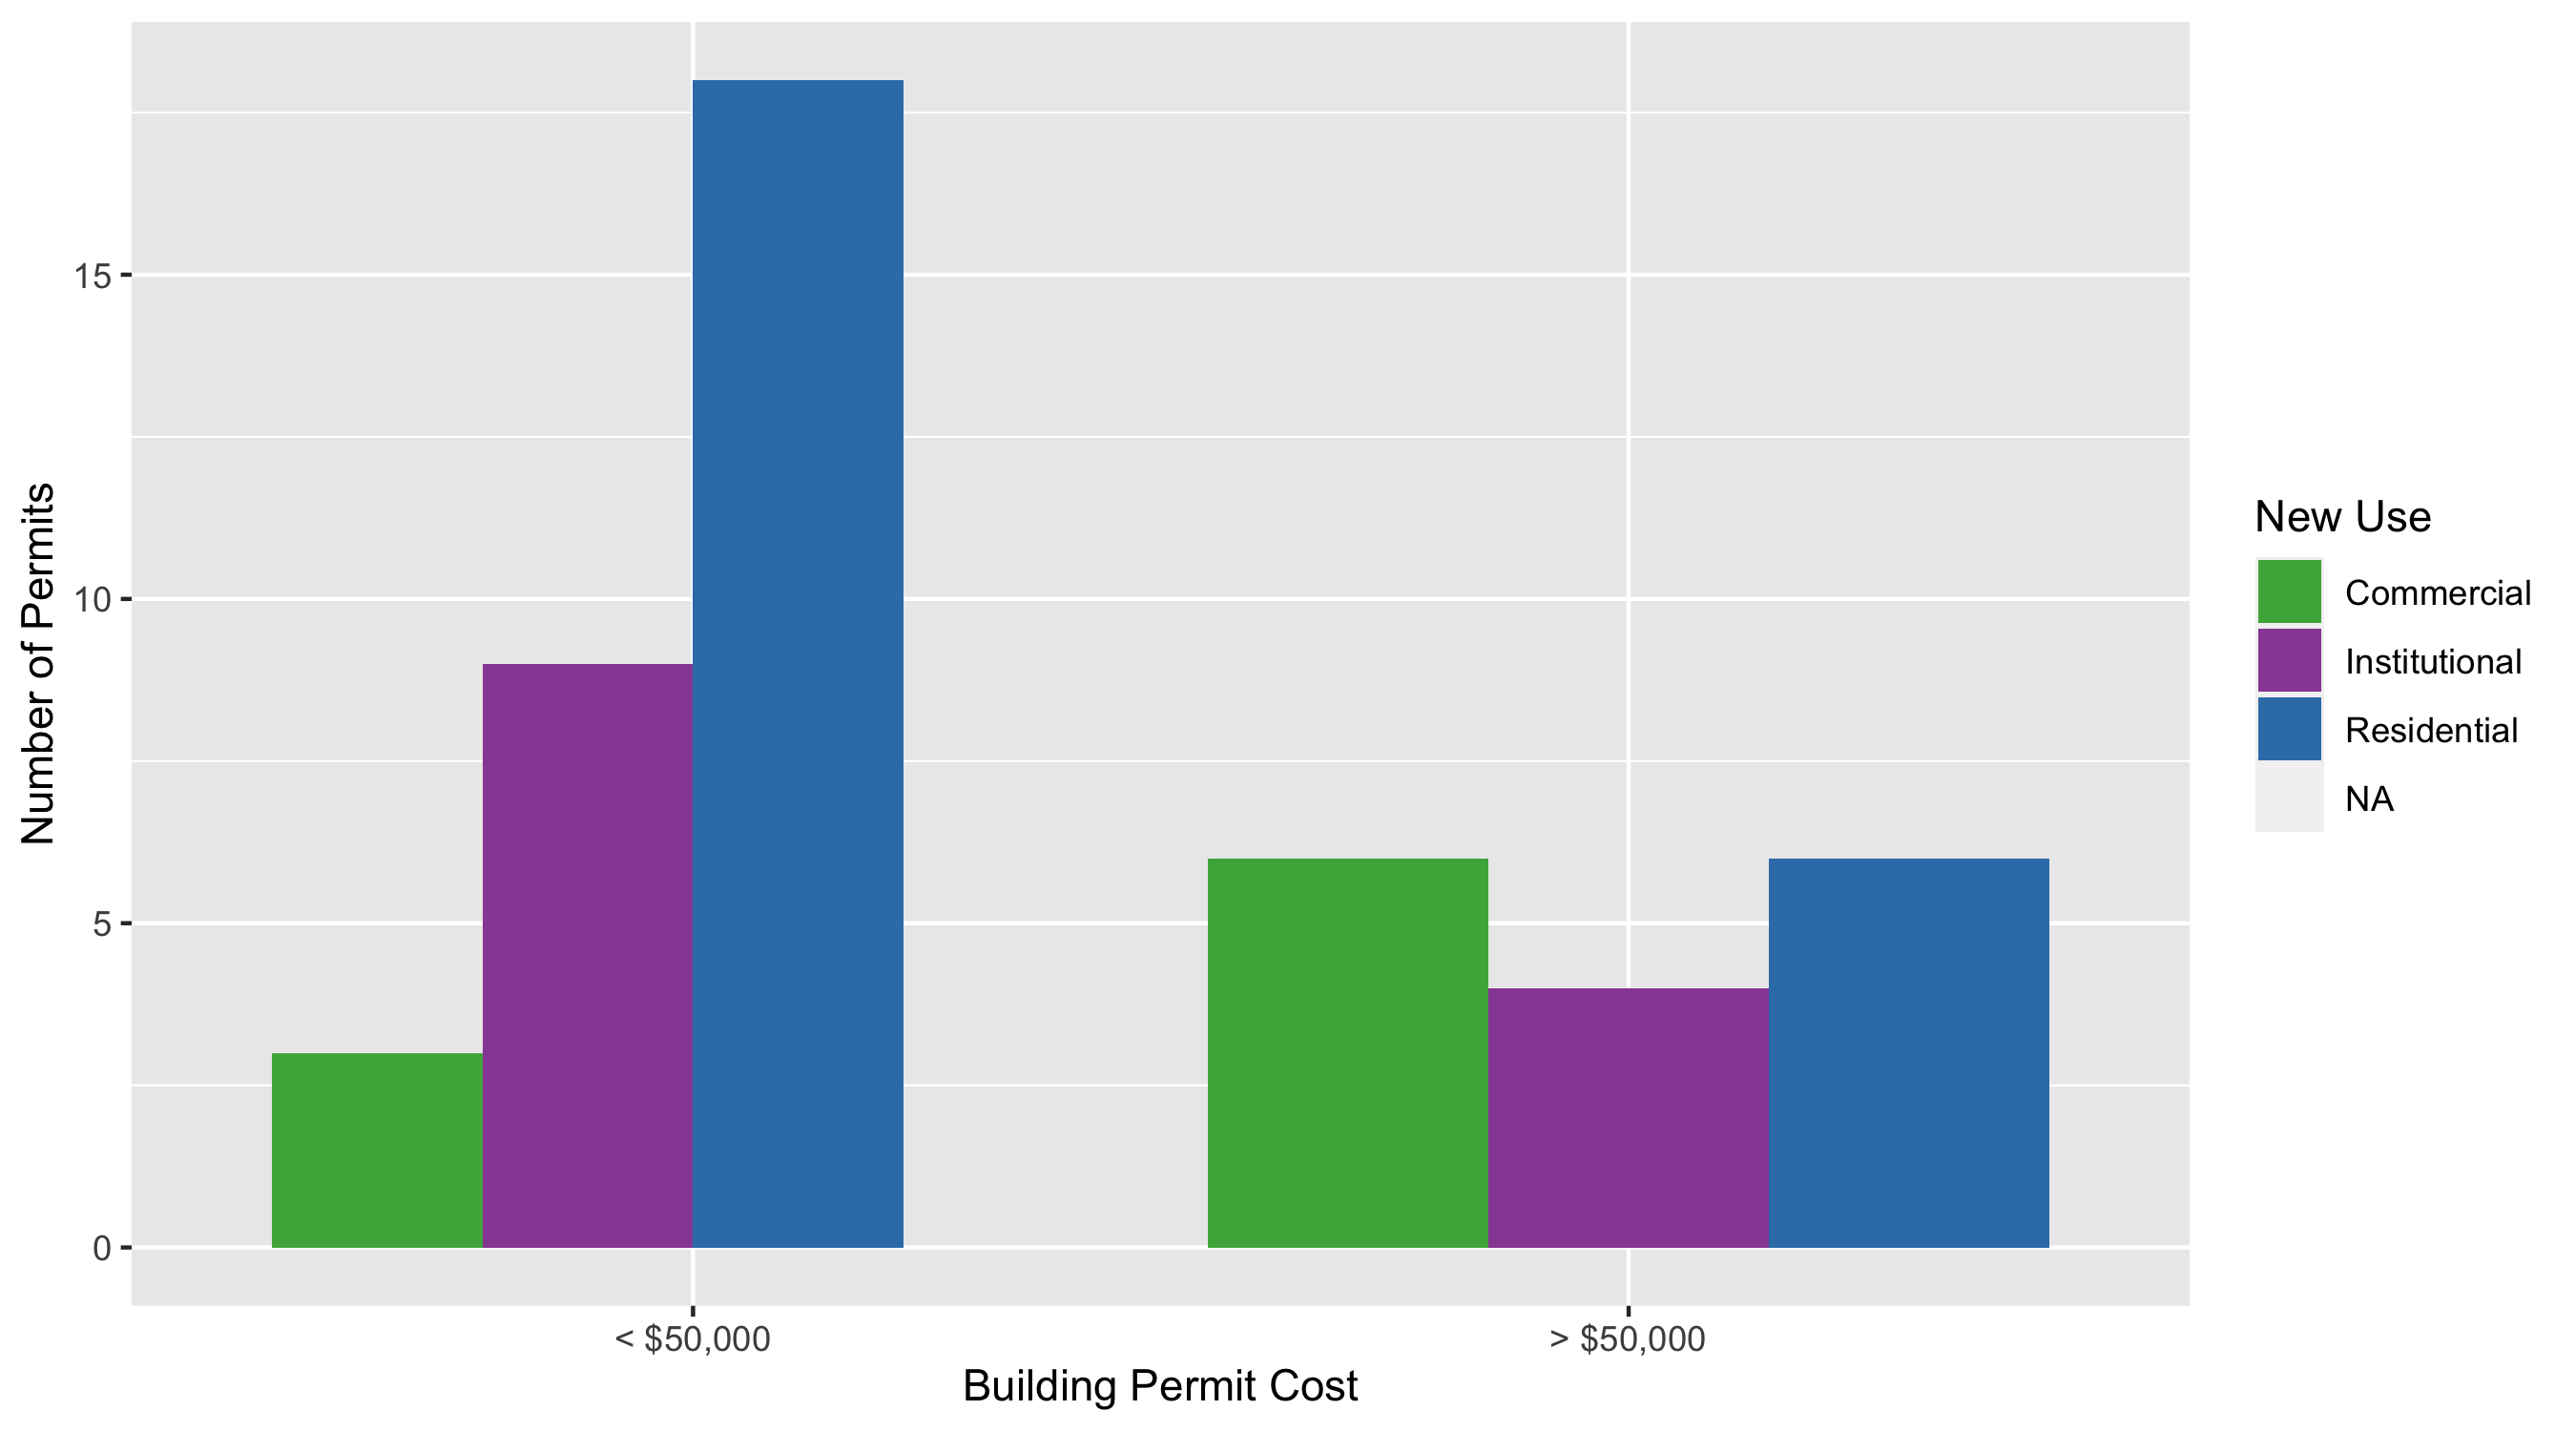 Number of Permits
15
10
5
0
< $50,000
> $50,000
Building Permit Cost
New Use
Commercial
Institutional
Residential
NA